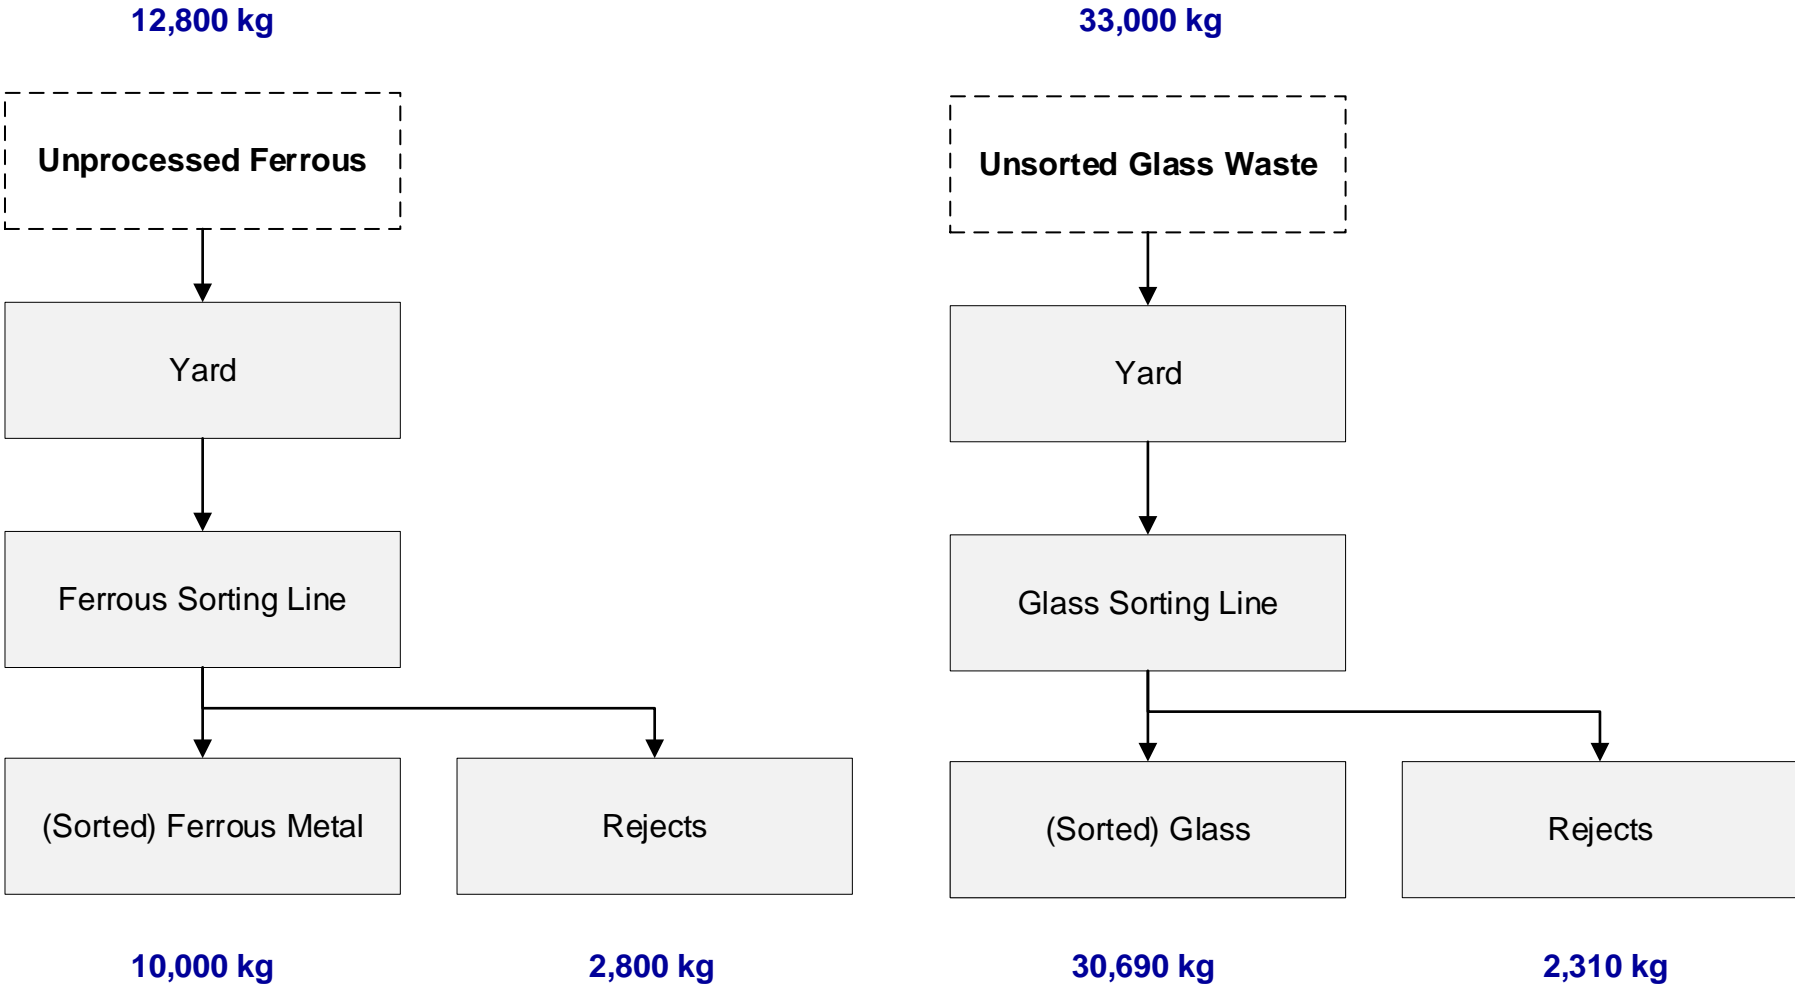 12,800 kg
33,000 kg
Unprocessed Ferrous
Unsorted Glass Waste
Yard
Yard
Ferrous Sorting Line
Glass Sorting Line
(Sorted) Ferrous Metal
Rejects
(Sorted) Glass
Rejects
10,000 kg
2,800 kg
30,690 kg
2,310 kg